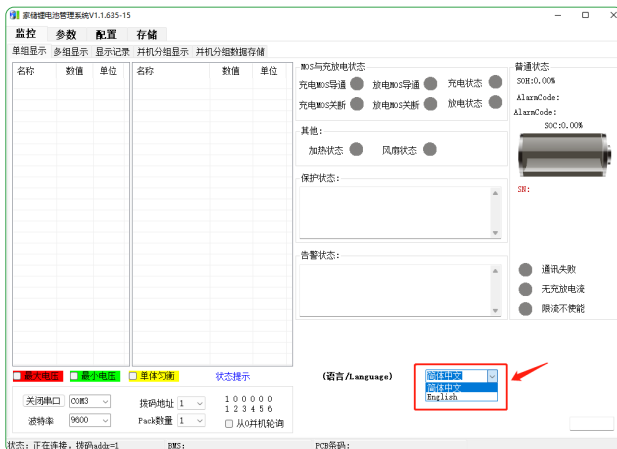 家储锂电池管理系统V1.1.635-15
监控 参数 配置 存储
单组显示 多组显示 显示记录 并机分组显示 并机分组数据存储
名称 数值 单位 名称 数值 单位
MOS与充放电状态
充电MOS导通 放电MOS导通 充电状态
充电MOS关断 放电MOS关断 放电状态
其他:
加热状态 风扇状态
保护状态:
告警状态:
普通状态
SOH:0.00%
AlarmCode:
AlarmCode:
SOC:0.00%
SN:
通讯失败
无充放电流
限流不使能
最大电压 最小电压 单体匀衡 状态提示
(语言/Language) 简体中文
简体中文
English
关闭串口 COM3 拨码地址 1 1 0 0 0 0 0
1 2 3 4 5 6
波特率 9600 Pack数量 1 从0并机轮询
状态: 正在连接, 拨码addr=1 BMS: PCB条码: